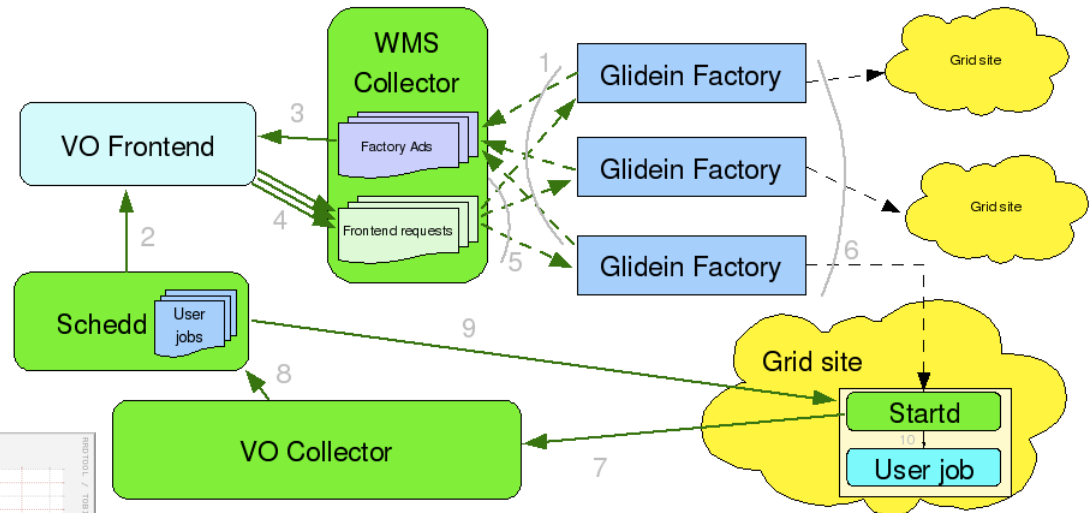 WMS
Collector
Factory Ads
Frontend requests
VO Frontend
Glidein Factory
Glidein Factory
Glidein Factory
Grid site
Grid site
1
2
3
4
5
6
Schedd
User
jobs
9
8
VO Collector
7
Grid site
Startd
10
User job
RRDTOOL / TOBI